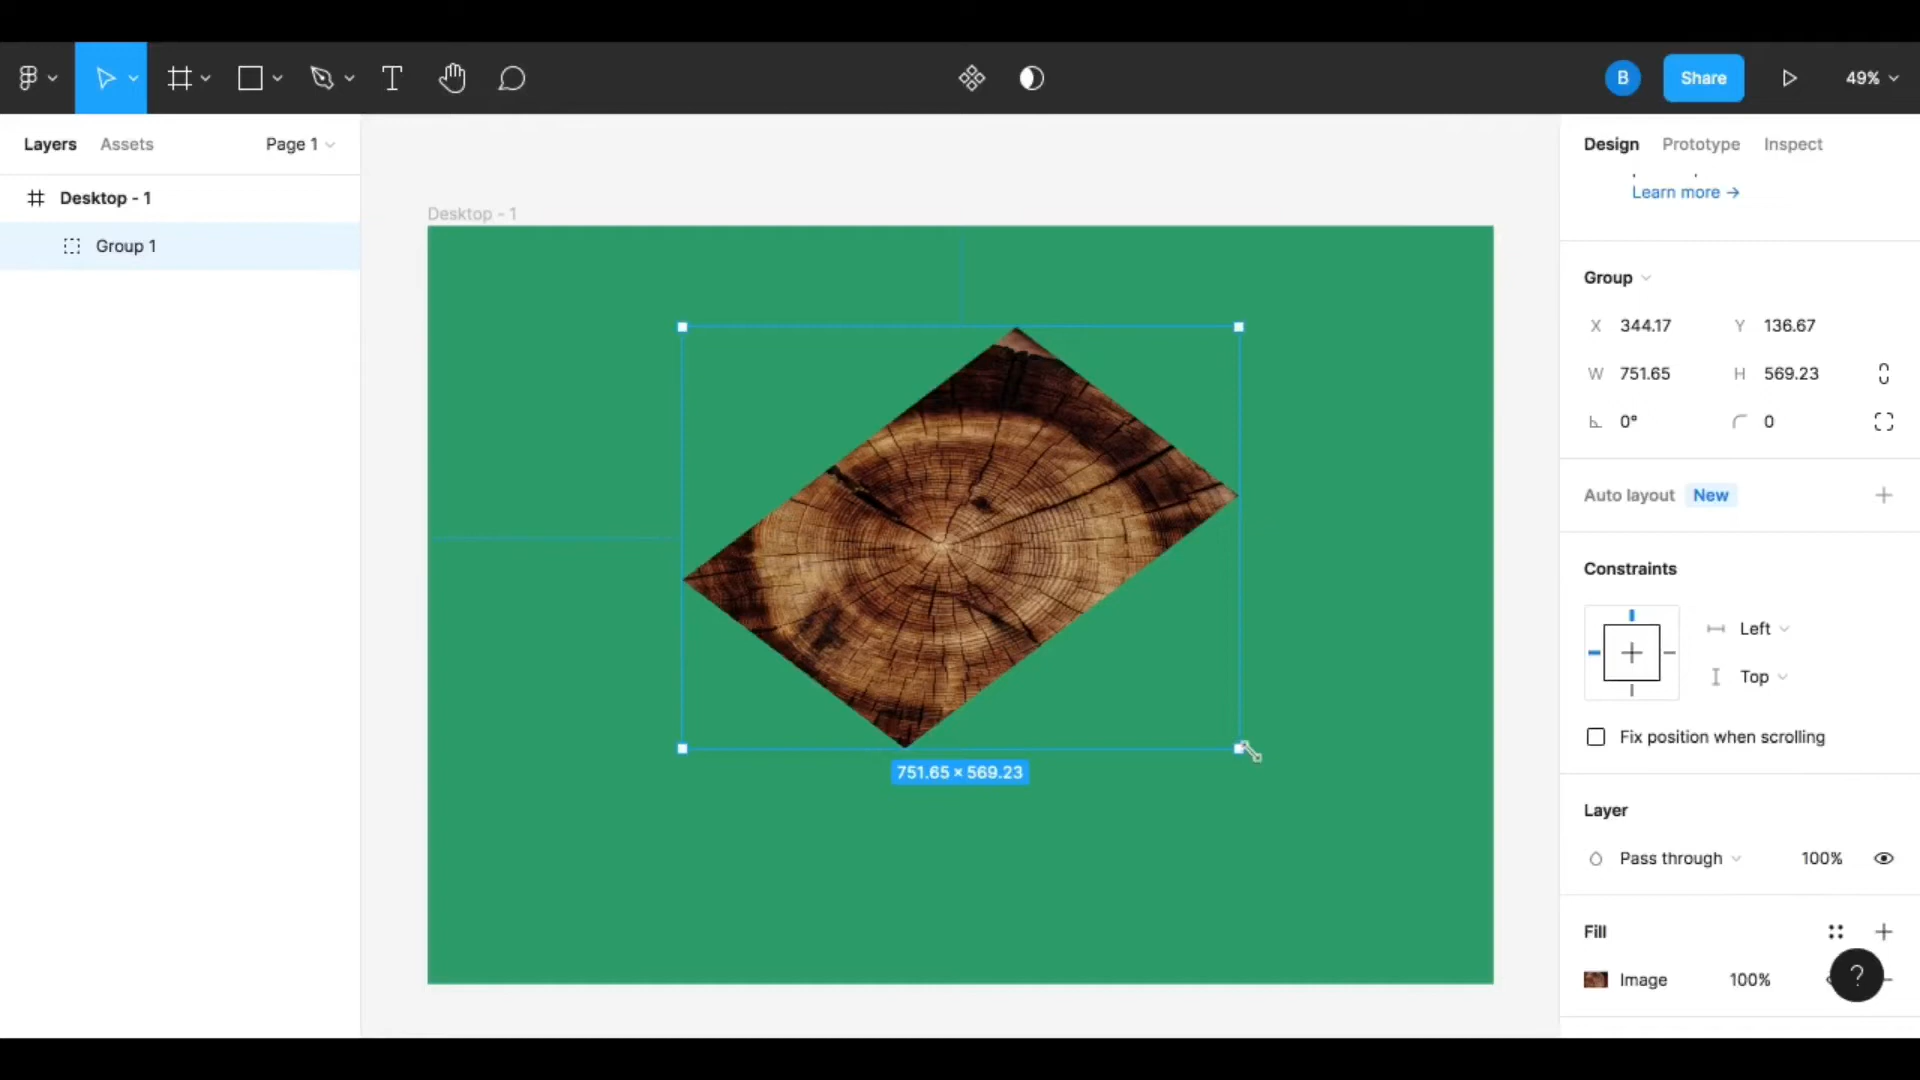 B
Share
49%
Layers
Assets
Page 1
Design
Prototype
Inspect
Learn more →
Desktop - 1
Group 1
Desktop - 1
751.65 × 569.23
Group
X 344.17
Y 136.67
W 751.65
H 569.23
0°
0
Auto layout
New
+
Constraints
Left
Top
Fix position when scrolling
Layer
Pass through
100%
Fill
+
Image
100%
?